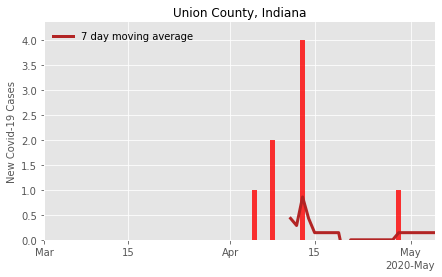 Union County, Indiana
7 day moving average
New Covid-19 Cases
4.0
3.5
3.0
2.5
2.0
1.5
1.0
0.5
0.0
Mar
15
Apr
15
May
2020-May